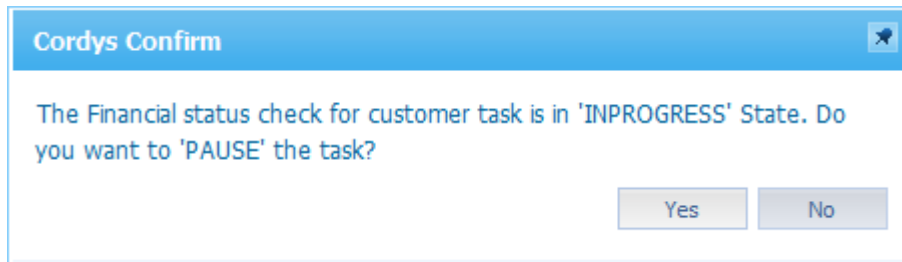 Cordys Confirm
The Financial status check for customer task is in 'INPROGRESS' State. Do
you want to 'PAUSE' the task?
Yes
No